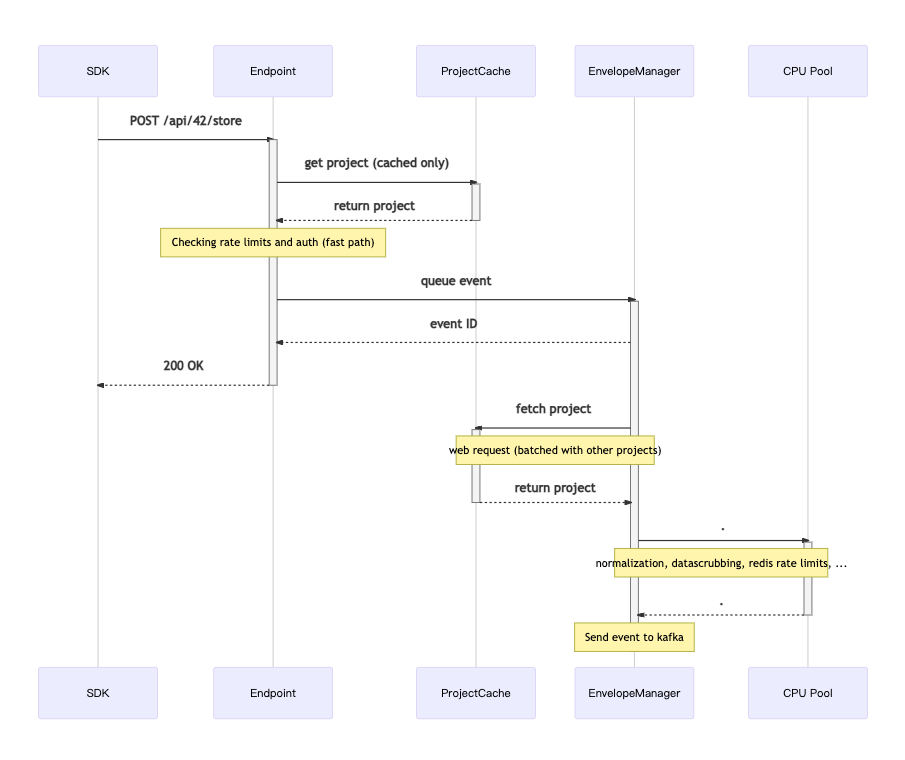 SDK
Endpoint
ProjectCache
EnvelopeManager
CPU Pool
POST /api/42/store
get project (cached only)
return project
Checking rate limits and auth (fast path)
queue event
event ID
200 OK
fetch project
web request (batched with other projects)
return project
.
normalization, datascrubbing, redis rate limits, ...
.
Send event to kafka
SDK
Endpoint
ProjectCache
EnvelopeManager
CPU Pool